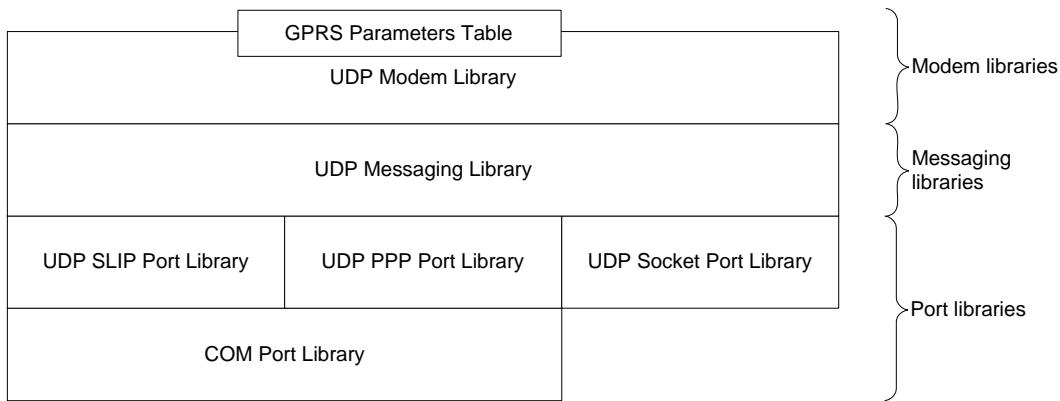 GPRS Parameters Table
UDP Modem Library
Modem libraries
UDP Messaging Library
Messaging
libraries
UDP SLIP Port Library
UDP PPP Port Library
UDP Socket Port Library
Port libraries
COM Port Library